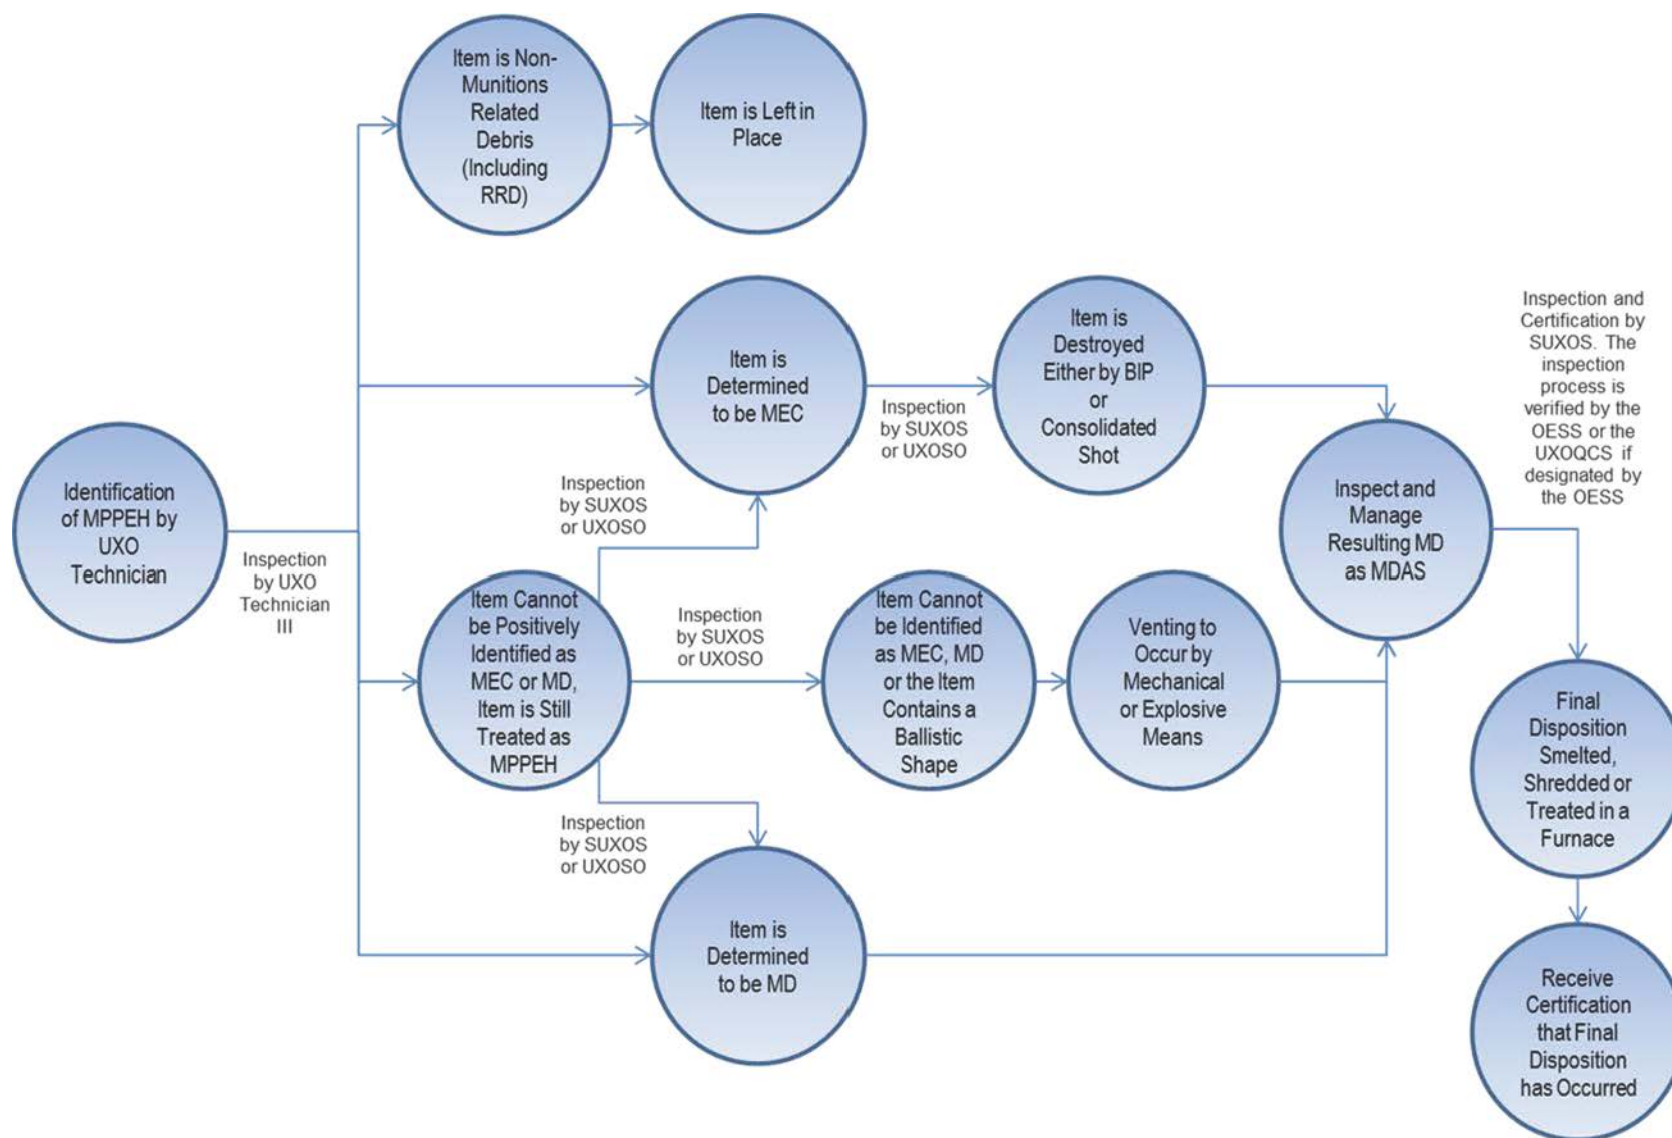 Item is Non-
Munitions
Related
Debris
(Including
RRD)
Item is Left in
Place
Identification
of MPPEH by
UXO
Technician
Inspection
by UXO
Technician
III
Item is
Determined
to be MEC
Inspection
by SUXOS
or UXOSO
Item is
Destroyed
Either by BIP
or
Consolidated
Shot
Inspection
by SUXOS
or UXOSO
Item Cannot
be Positively
Identified as
MEC or MD,
Item is Still
Treated as
MPPEH
Inspection
by SUXOS
or UXOSO
Item Cannot
be Identified
as MEC, MD
or the Item
Contains a
Ballistic
Shape
Venting to
Occur by
Mechanical
or Explosive
Means
Inspection
by SUXOS
or UXOSO
Item is
Determined
to be MD
Inspect and
Manage
Resulting MD
as MDAS
Inspection and
Certification by
SUXOS. The
inspection
process is
verified by the
OESS or the
UXOQCS if
designated by
the OESS
Final
Disposition
Smelted,
Shredded or
Treated in a
Furnace
Receive
Certification
that Final
Disposition
has Occurred